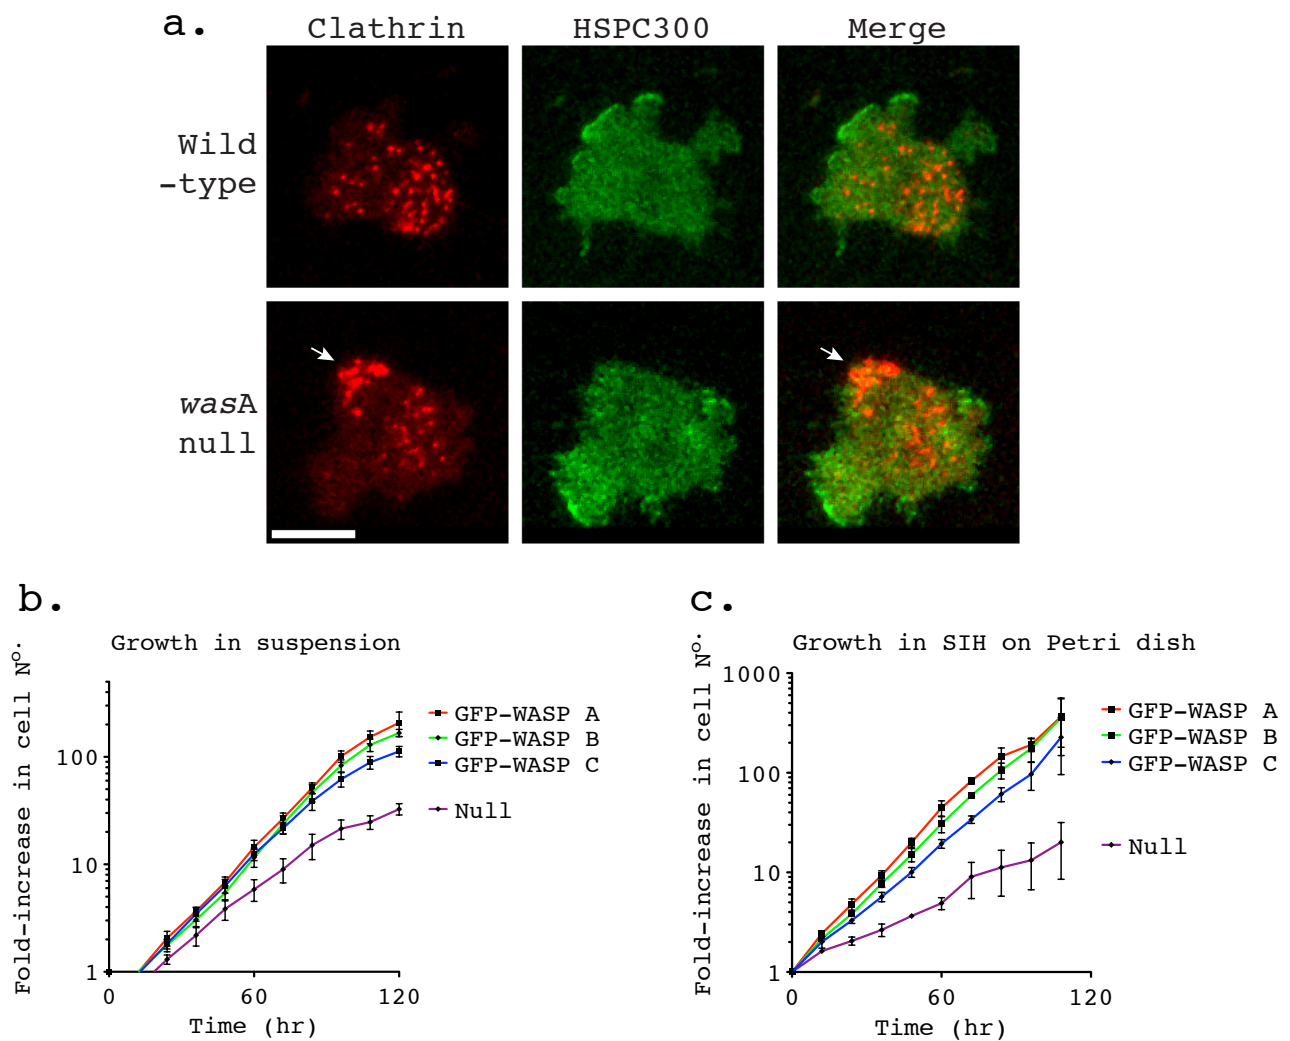 a.
Clathrin HSPC300 Merge
Wild
-type
wasA
null
b.
Growth in suspension
Fold-increase in cell Nº.
100
10
1
0 60 120
Time (hr)
GFP-WASP A
GFP-WASP B
GFP-WASP C
Null
c.
Growth in SIH on Petri dish
Fold-increase in cell Nº.
1000
100
10
1
0 60 120
Time (hr)
GFP-WASP A
GFP-WASP B
GFP-WASP C
Null